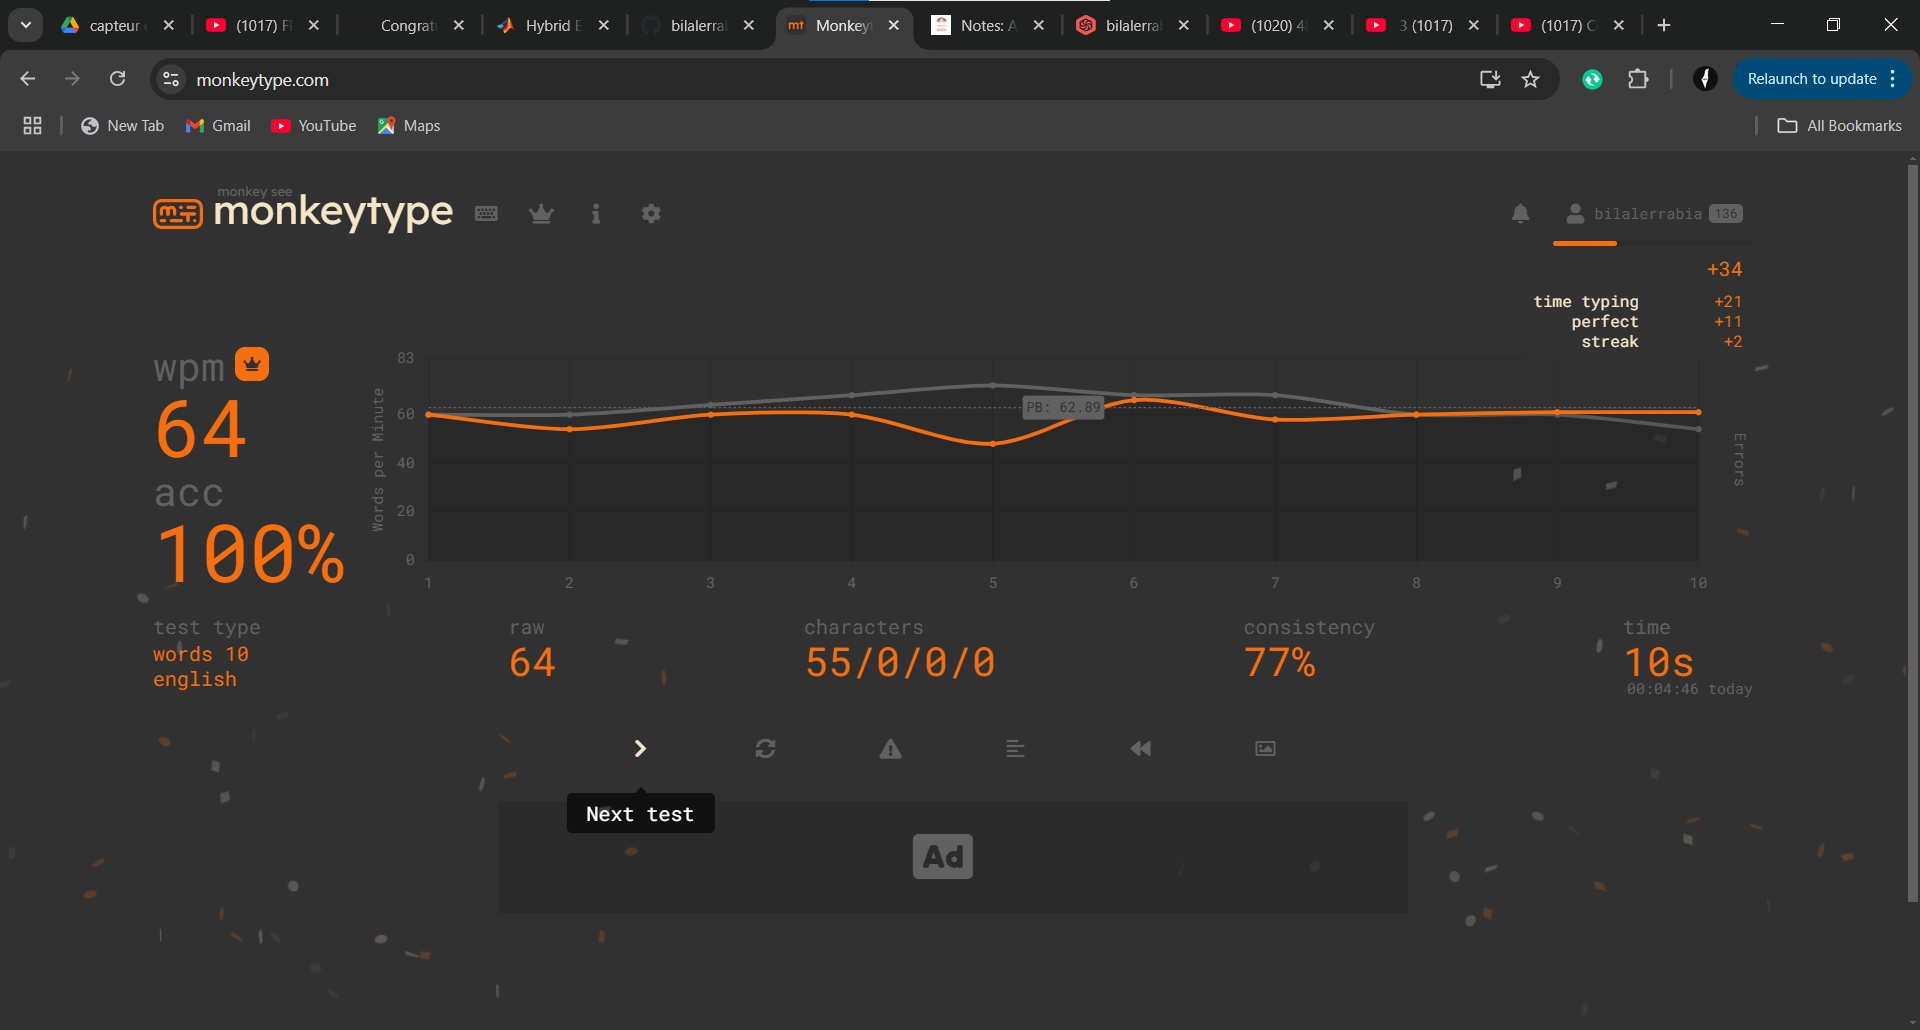 capteur
(1017) F
Congrat
Hybrid E
bilalerra
Monkeyt
Notes: A
bilalerra
(1020) 4
3 (1017)
(1017) C
monkeytype.com
Relaunch to update
New Tab
Gmail
YouTube
Maps
All Bookmarks
monkey see
monkeytype
bilalerrabia 136
+34
time typing +21
perfect +11
streak +2
wpm
64
acc
100%
Words per Minute
83
60
40
20
0
PB: 62.89
Errors
1 2 3 4 5 6 7 8 9 10
test type
words 10
english
raw
64
characters
55/0/0/0
consistency
77%
time
10s
00:04:46 today
Next test
Ad